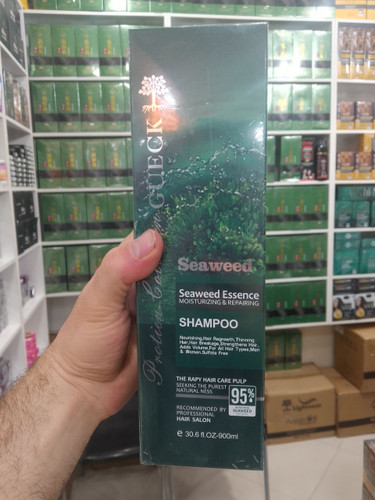 GUECK
Seaweed
Seaweed Essence
MOISTURIZING & REPAIRING
SHAMPOO
Nourishing,Hair Regrowth,Thinning
Hair,Hair Breakage,Strengthens Hair,
Adds Volume,For All Hair Types,Men
& Women,Sulfate Free
THE RAPY HAIR CARE PULP
SEEKING THE PUREST
NATURAL NESS
95%
SEAWEED
RECOMMENDED BY
PROFESSIONAL
HAIR SALON
℮ 30.6 fl.OZ-900ml